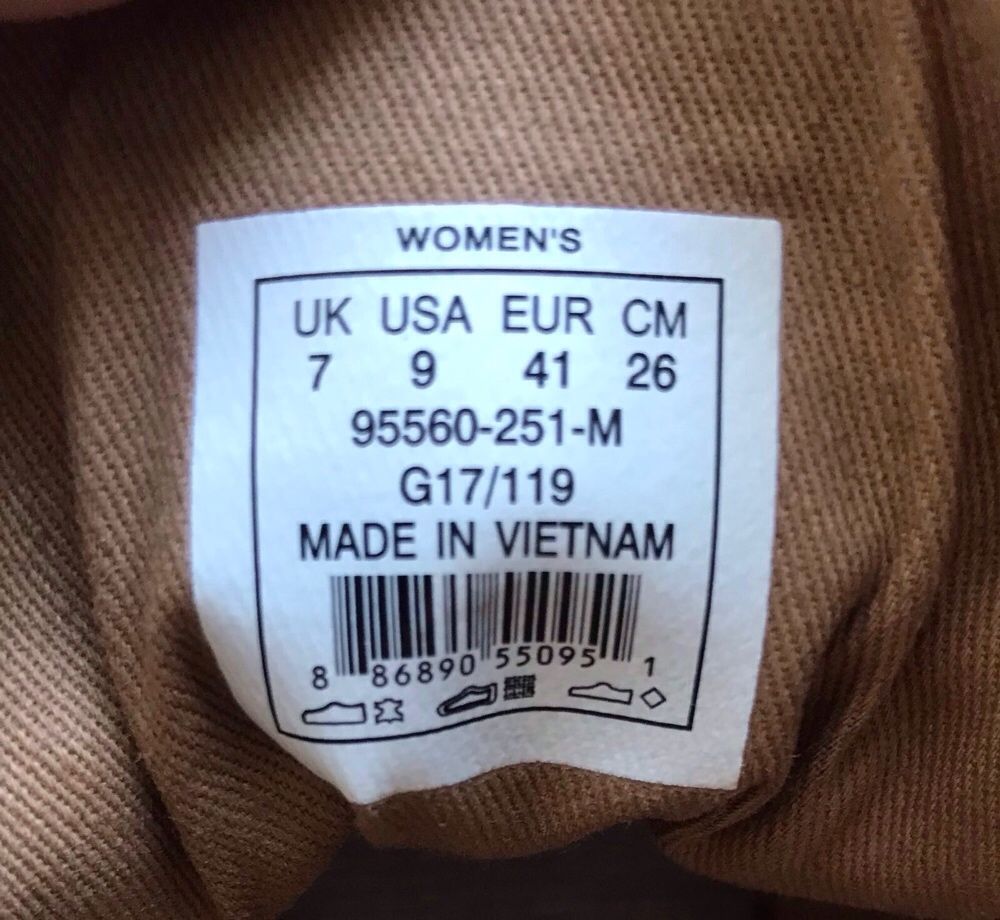 WOMEN'S
UK USA EUR CM
7 9 41 26
95560-251-M
G17/119
MADE IN VIETNAM
8 86890 55095 1